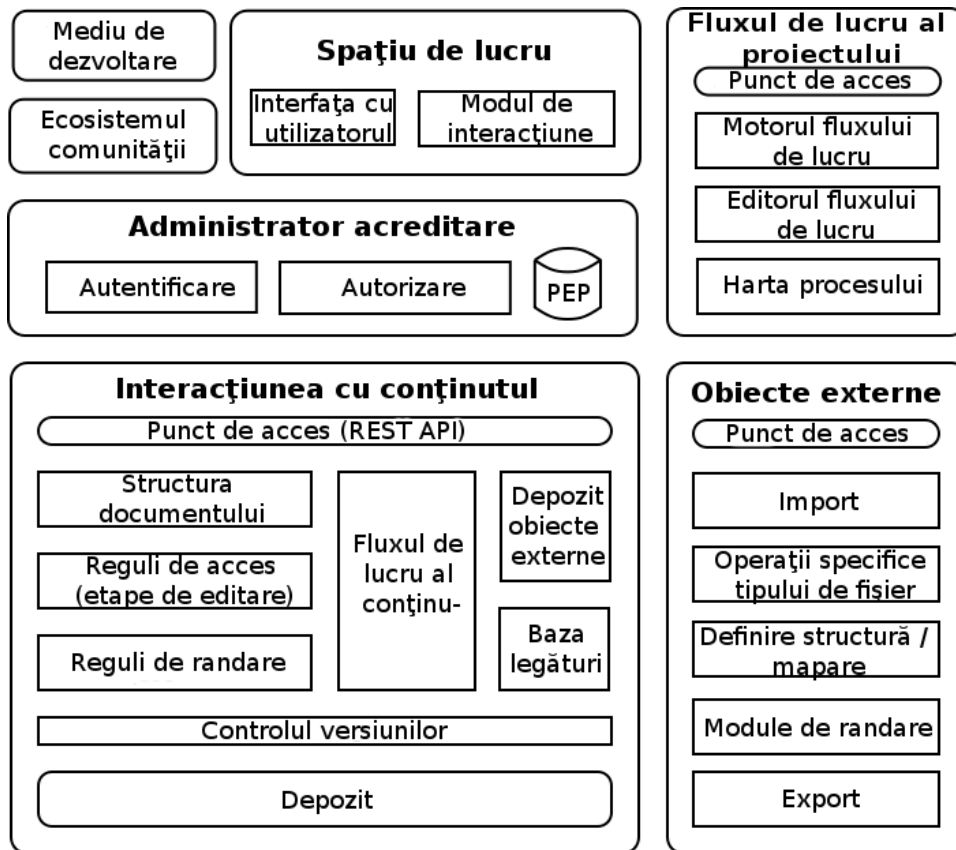 Mediu de
dezvoltare
Ecosistemul
comunităţii
Spaţiu de lucru
Interfaţa cu
utilizatorul
Modul de
interacţiune
Fluxul de lucru al
proiectului
Punct de acces
Motorul fluxului
de lucru
Editorul fluxului
de lucru
Harta procesului
Administrator acreditare
Autentificare
Autorizare
PEP
Interacţiunea cu conţinutul
Punct de acces (REST API)
Structura
documentului
Reguli de acces
(etape de editare)
Reguli de randare
Fluxul de
lucru al
conţinu-
Depozit
obiecte
externe
Baza
legături
Controlul versiunilor
Depozit
Obiecte externe
Punct de acces
Import
Operaţii specifice
tipului de fişier
Definire structură /
mapare
Module de randare
Export